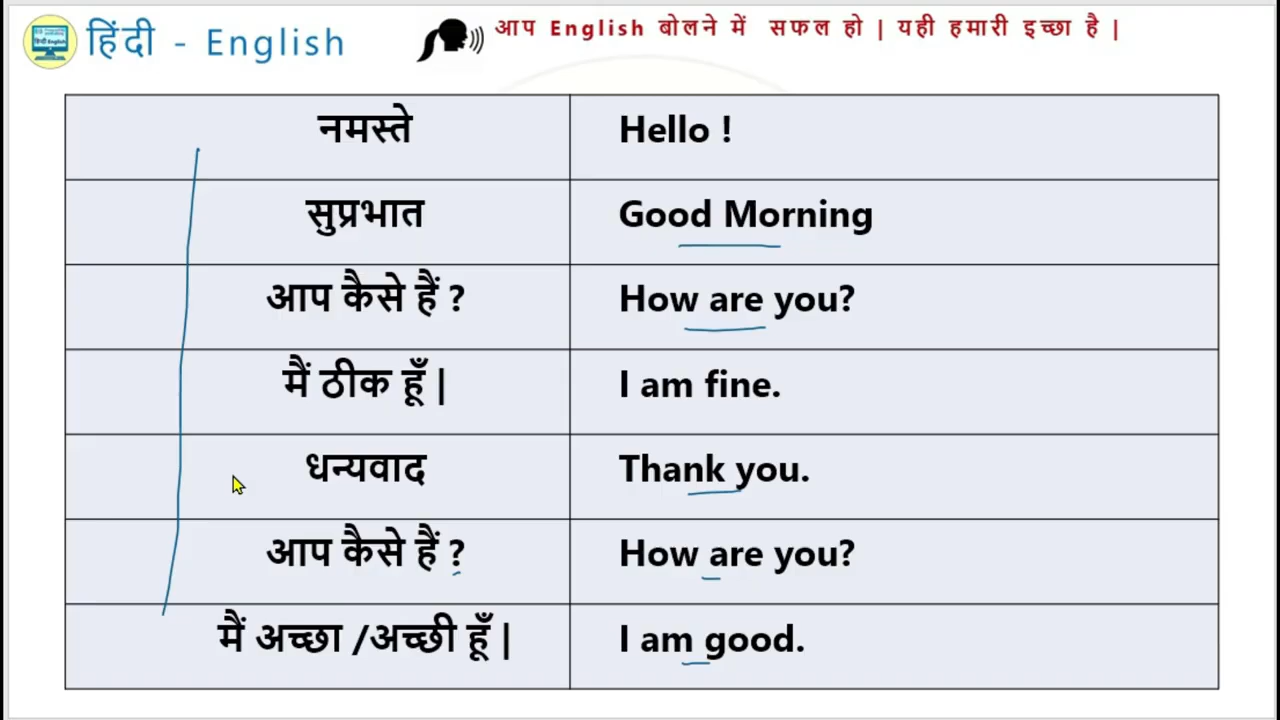 हिंदी - English
आप English बोलने में सफल हो | यही हमारी इच्छा है |
नमस्ते Hello !
सुप्रभात Good Morning
आप कैसे हैं ? How are you?
मैं ठीक हूँ | I am fine.
धन्यवाद Thank you.
आप कैसे हैं ? How are you?
मैं अच्छा /अच्छी हूँ | I am good.